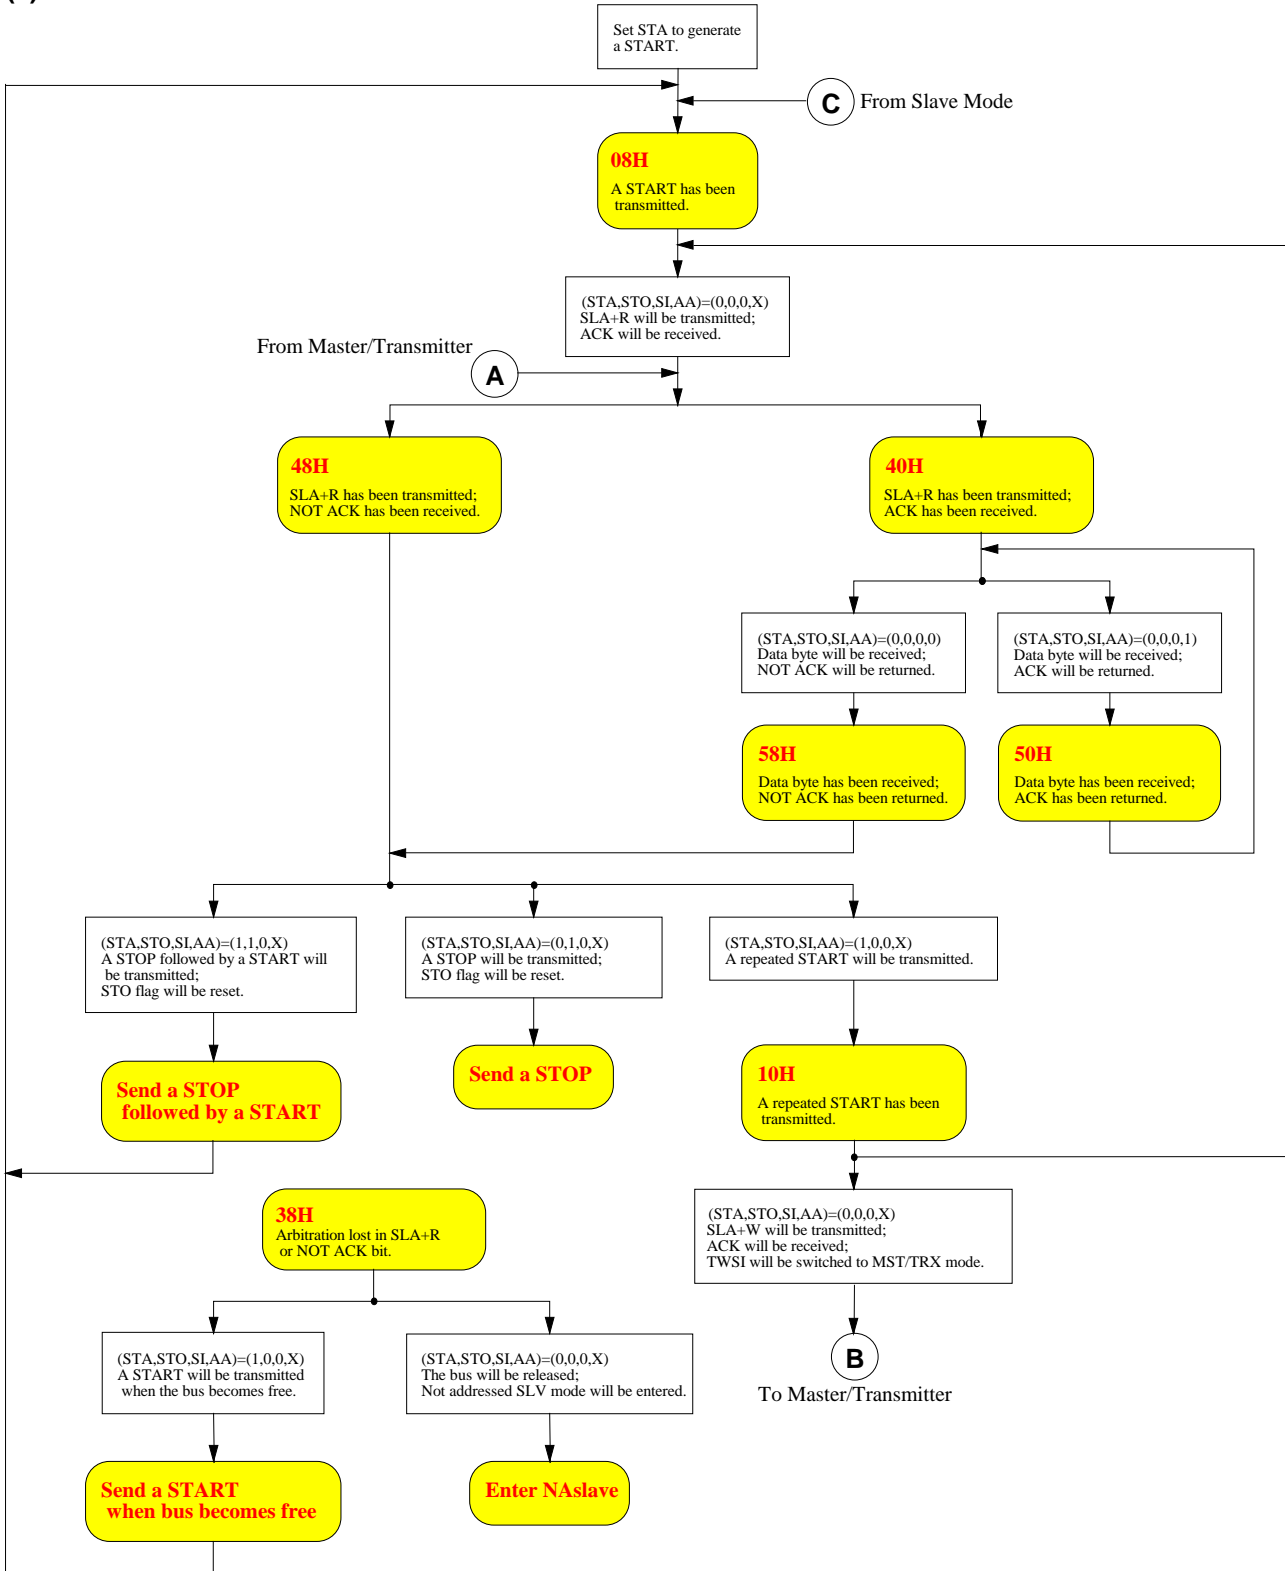 Set STA to generate
a START.
C
From Slave Mode
08H
A START has been
transmitted.
(STA,STO,SI,AA)=(0,0,0,X)
SLA+R will be transmitted;
ACK will be received.
From Master/Transmitter
A
48H
SLA+R has been transmitted;
NOT ACK has been received.
40H
SLA+R has been transmitted;
ACK has been received.
(STA,STO,SI,AA)=(0,0,0,0)
Data byte will be received;
NOT ACK will be returned.
(STA,STO,SI,AA)=(0,0,0,1)
Data byte will be received;
ACK will be returned.
58H
Data byte has been received;
NOT ACK has been returned.
50H
Data byte has been received;
ACK has been returned.
(STA,STO,SI,AA)=(1,1,0,X)
A STOP followed by a START will
be transmitted;
STO flag will be reset.
(STA,STO,SI,AA)=(0,1,0,X)
A STOP will be transmitted;
STO flag will be reset.
(STA,STO,SI,AA)=(1,0,0,X)
A repeated START will be transmitted.
Send a STOP
followed by a START
Send a STOP
10H
A repeated START has been
transmitted.
38H
Arbitration lost in SLA+R
or NOT ACK bit.
(STA,STO,SI,AA)=(0,0,0,X)
SLA+W will be transmitted;
ACK will be received;
TWSI will be switched to MST/TRX mode.
(STA,STO,SI,AA)=(1,0,0,X)
A START will be transmitted
when the bus becomes free.
(STA,STO,SI,AA)=(0,0,0,X)
The bus will be released;
Not addressed SLV mode will be entered.
B
To Master/Transmitter
Send a START
when bus becomes free
Enter NAslave